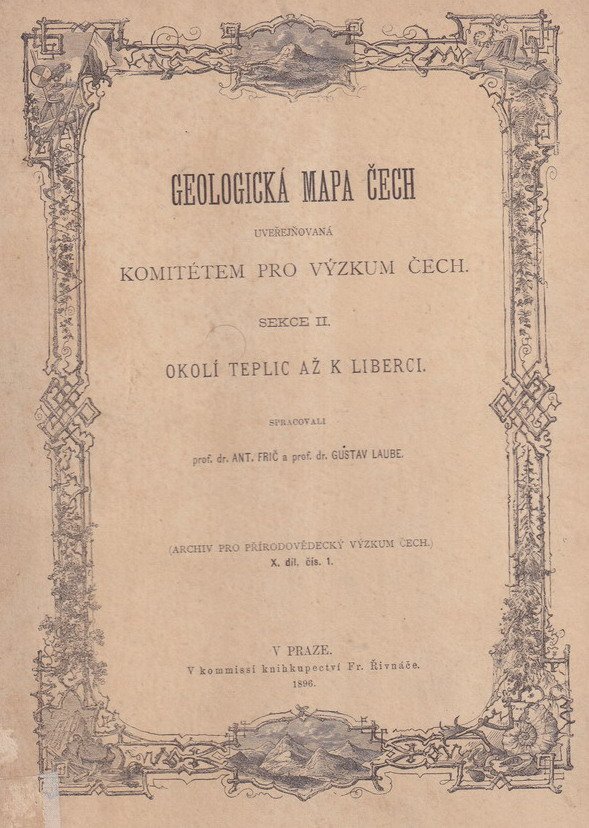 GEOLOGICKÁ MAPA ČECH
UVEŘEJŇOVANÁ
KOMITÉTEM PRO VÝZKUM ČECH.
SEKCE II.
OKOLÍ TEPLIC AŽ K LIBERCI.
SPRACOVALI
prof. dr. ANT. FRIČ a prof. dr. GUSTAV LAUBE.
(ARCHIV PRO PŘÍRODOVĚDECKÝ VÝZKUM ČECH.)
X. díl. čís. 1.
V PRAZE.
V kommissí knihkupectví Fr. Řivnáče.
1896.